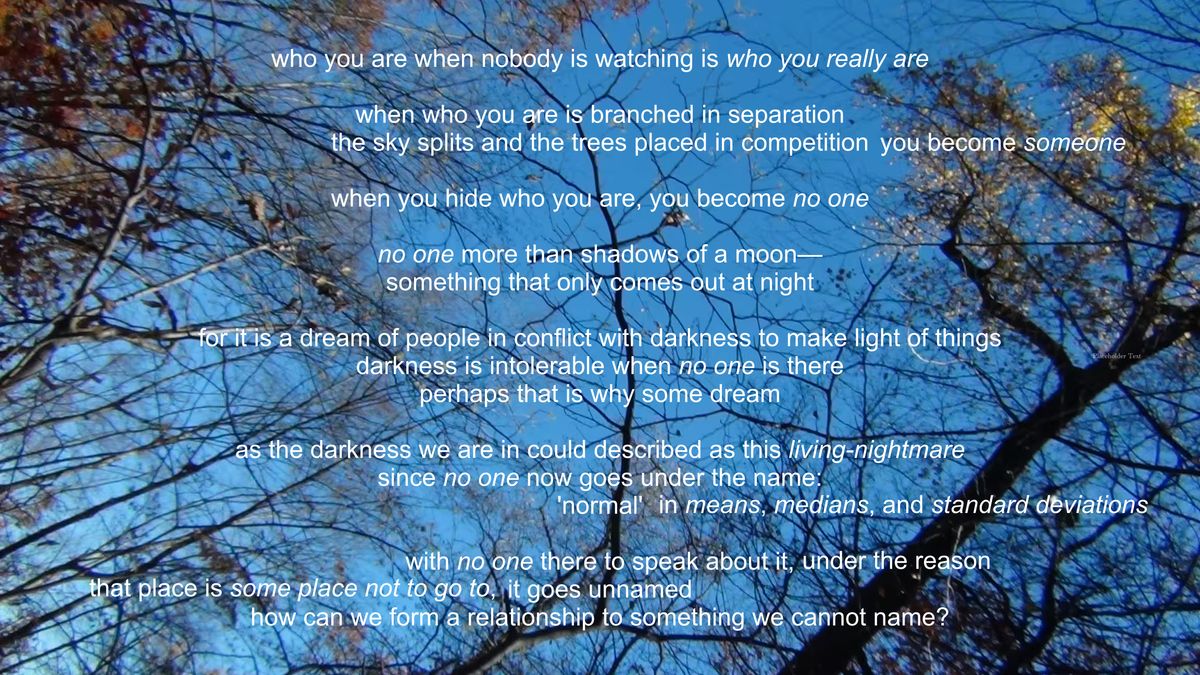 who you are when nobody is watching is who you really are
when who you are is branched in separation
the sky splits and the trees placed in competition you become someone
when you hide who you are, you become no one
no one more than shadows of a moon—
something that only comes out at night
for it is a dream of people in conflict with darkness to make light of things
darkness is intolerable when no one is there
perhaps that is why some dream
Placeholder Text
as the darkness we are in could described as this living-nightmare
since no one now goes under the name:
'normal' in means, medians, and standard deviations
with no one there to speak about it, under the reason
that place is some place not to go to, it goes unnamed
how can we form a relationship to something we cannot name?